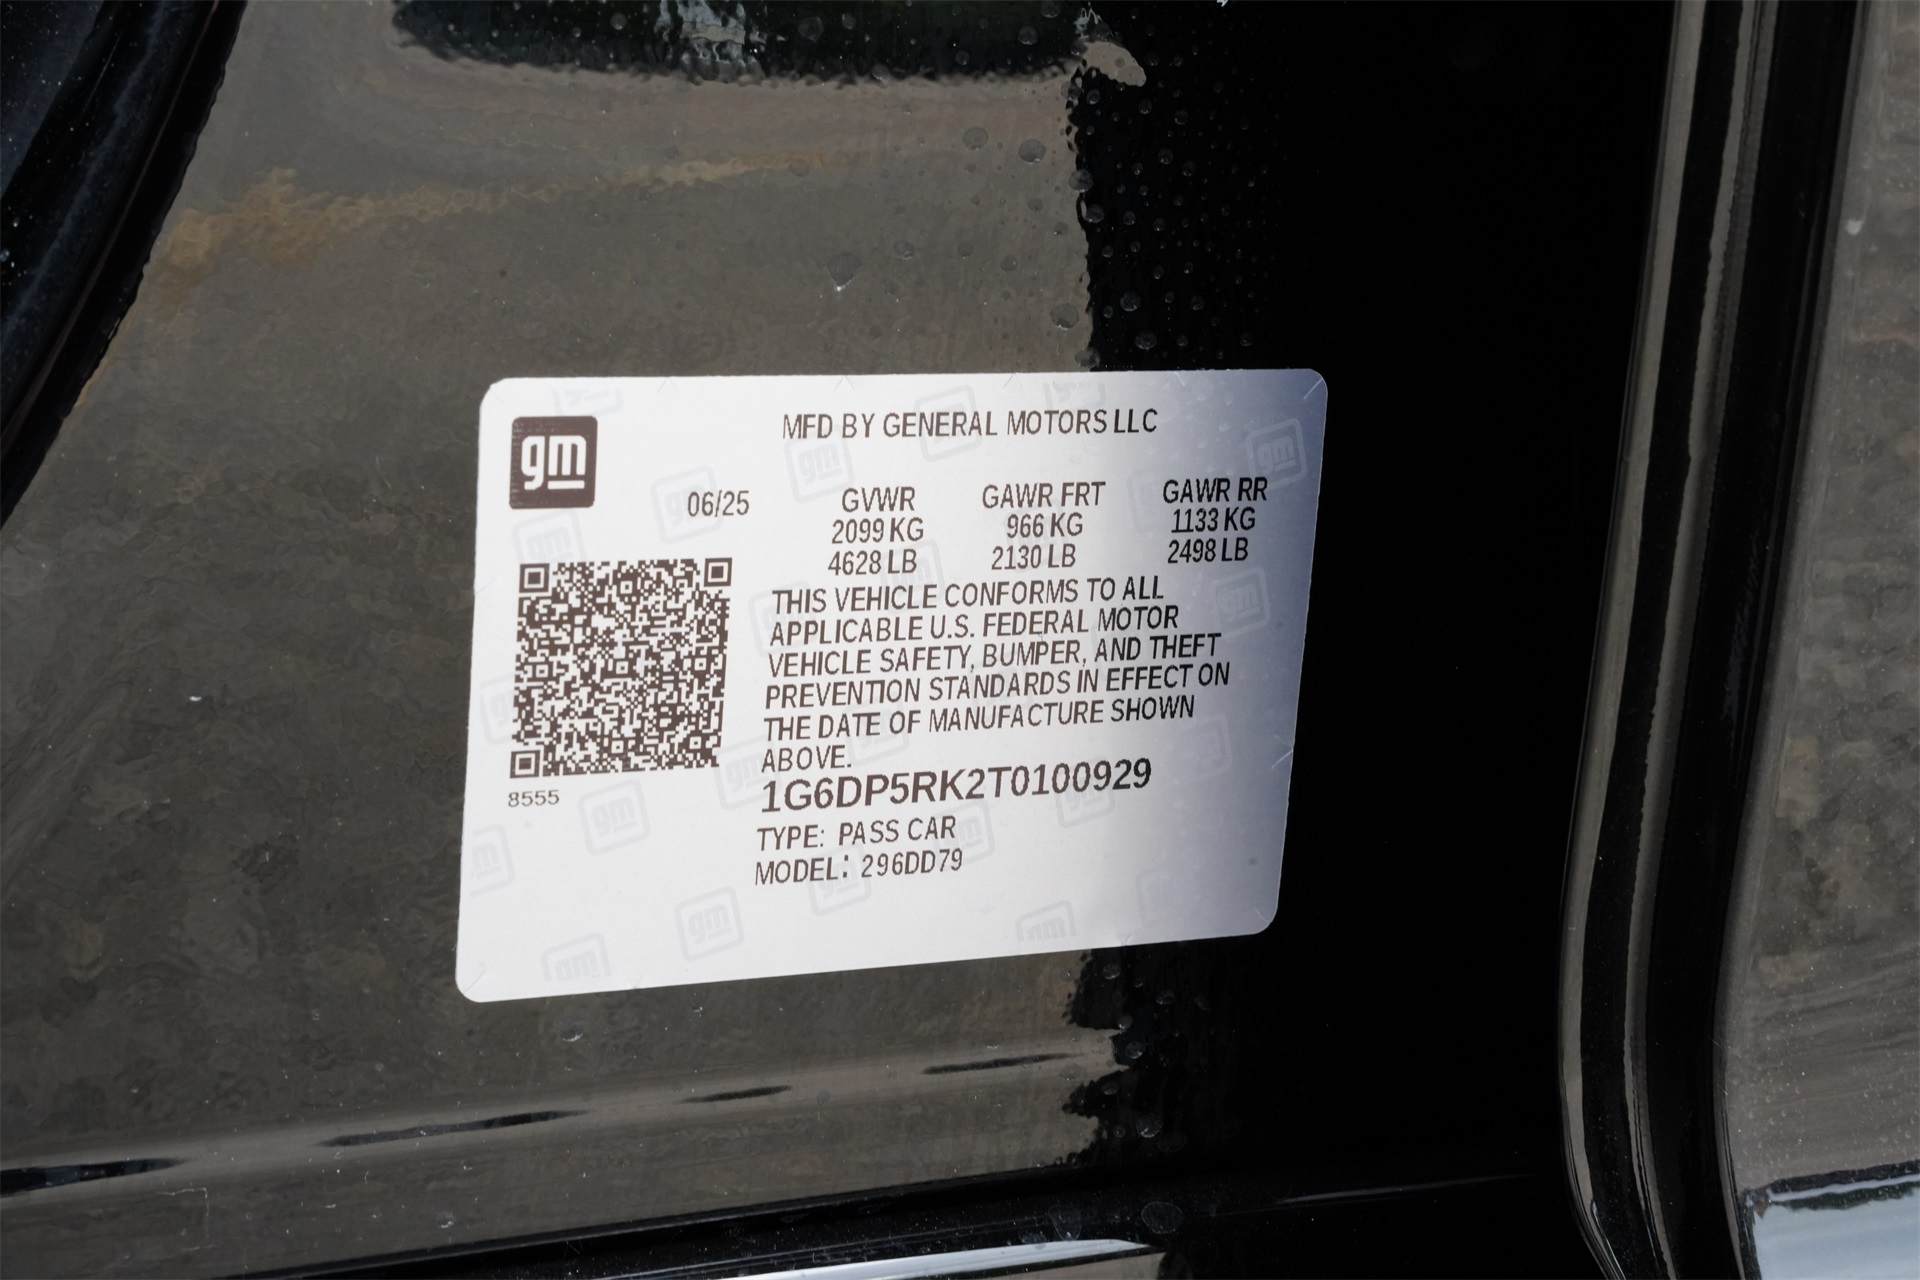 gm
MFD BY GENERAL MOTORS LLC
06/25 GVWR GAWR FRT GAWR RR
2099 KG 966 KG 1133 KG
4628 LB 2130 LB 2498 LB
THIS VEHICLE CONFORMS TO ALL
APPLICABLE U.S. FEDERAL MOTOR
VEHICLE SAFETY, BUMPER, AND THEFT
PREVENTION STANDARDS IN EFFECT ON
THE DATE OF MANUFACTURE SHOWN
ABOVE.
8555
1G6DP5RK2T0100929
TYPE: PASS CAR
MODEL: 296DD79